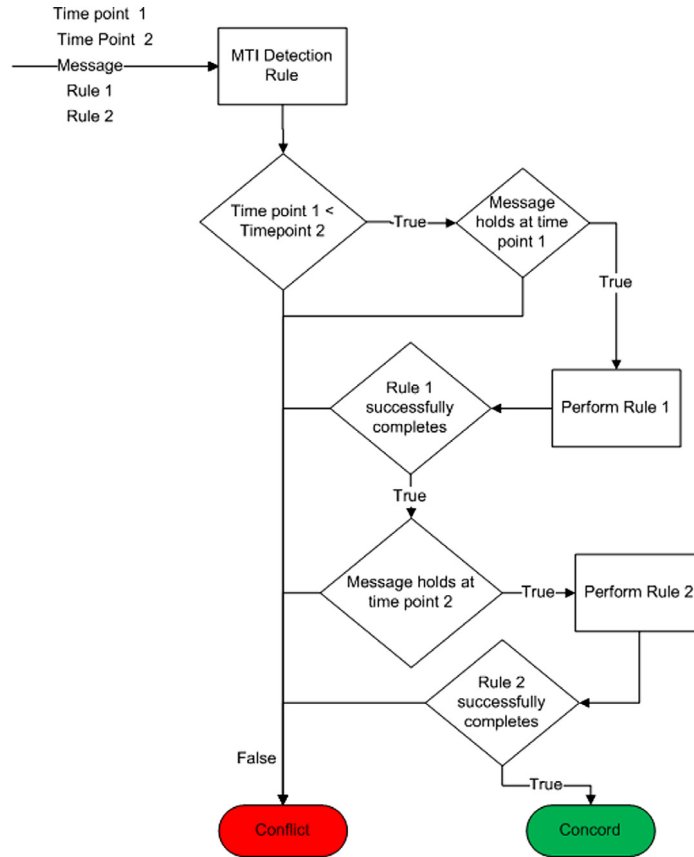 Time point 1
Time Point 2
Message
Rule 1
Rule 2
MTI Detection
Rule
Time point 1 <
Timepoint 2
True
Message
holds at time
point 1
True
Rule 1
successfully
completes
Perform Rule 1
True
Message holds at
time point 2
True
Perform Rule 2
Rule 2
successfully
completes
False
True
Conflict
Concord